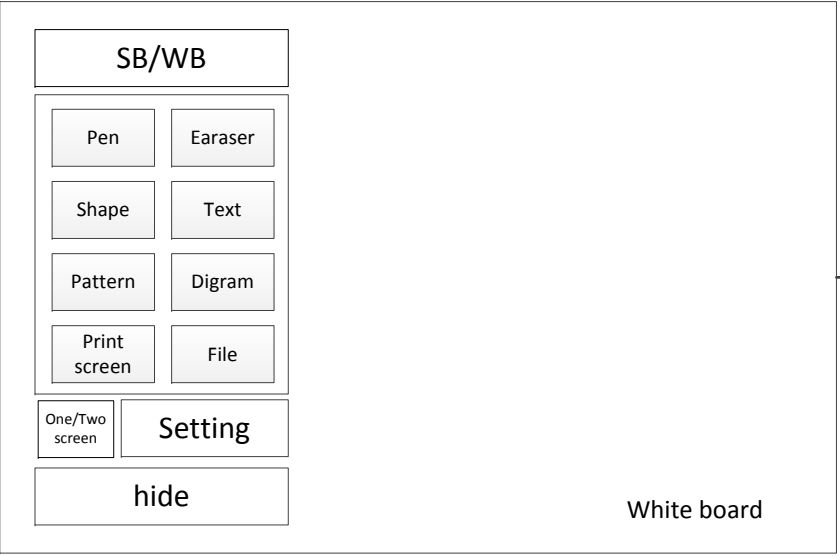 SB/WB
Pen
Earaser
Shape
Text
Pattern
Digram
Print
screen
File
One/Two
screen
Setting
hide
White board